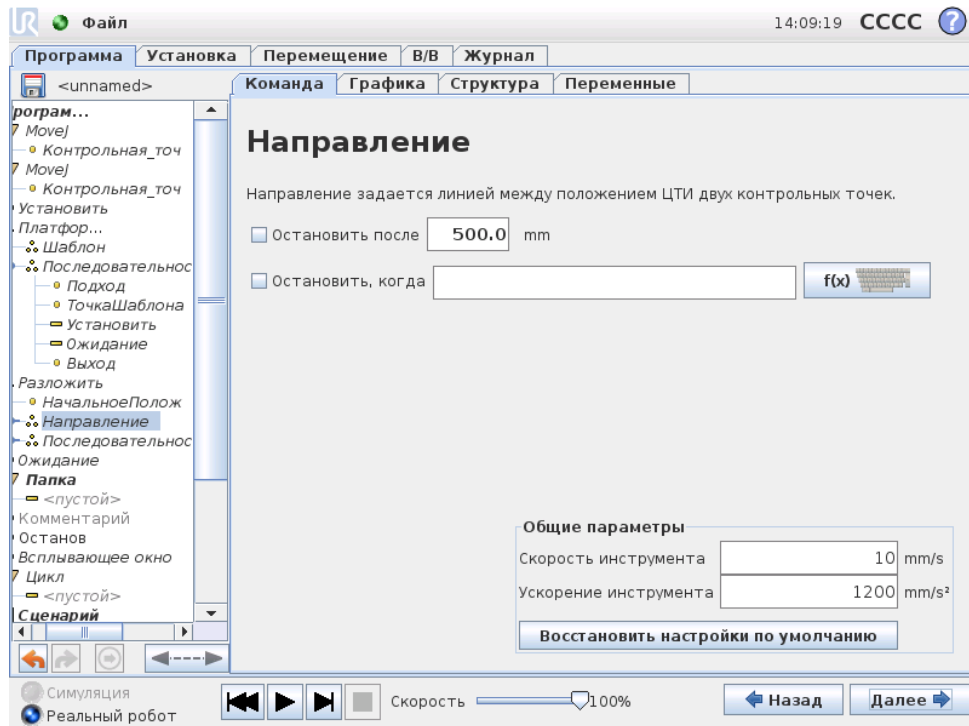 UR Файл 14:09:19 CCCC ?
Программа Установка Перемещение В/В Журнал
<unnamed>
Команда Графика Структура Переменные
рограм...
MoveJ
Контрольная_точ
MoveJ
Контрольная_точ
Установить
Платфор...
Шаблон
Последовательнос
Подход
ТочкаШаблона
Установить
Ожидание
Выход
Разложить
НачальноеПолож
Направление
Последовательнос
Ожидание
Папка
<пустой>
Комментарий
Останов
Всплывающее окно
Цикл
<пустой>
Сценарий
Направление
Направление задается линией между положением ЦТИ двух контрольных точек.
Остановить после 500.0 mm
Остановить, когда f(x)
Общие параметры
Скорость инструмента 10 mm/s
Ускорение инструмента 1200 mm/s²
Восстановить настройки по умолчанию
Симуляция
Реальный робот
Скорость 100%
Назад Далее